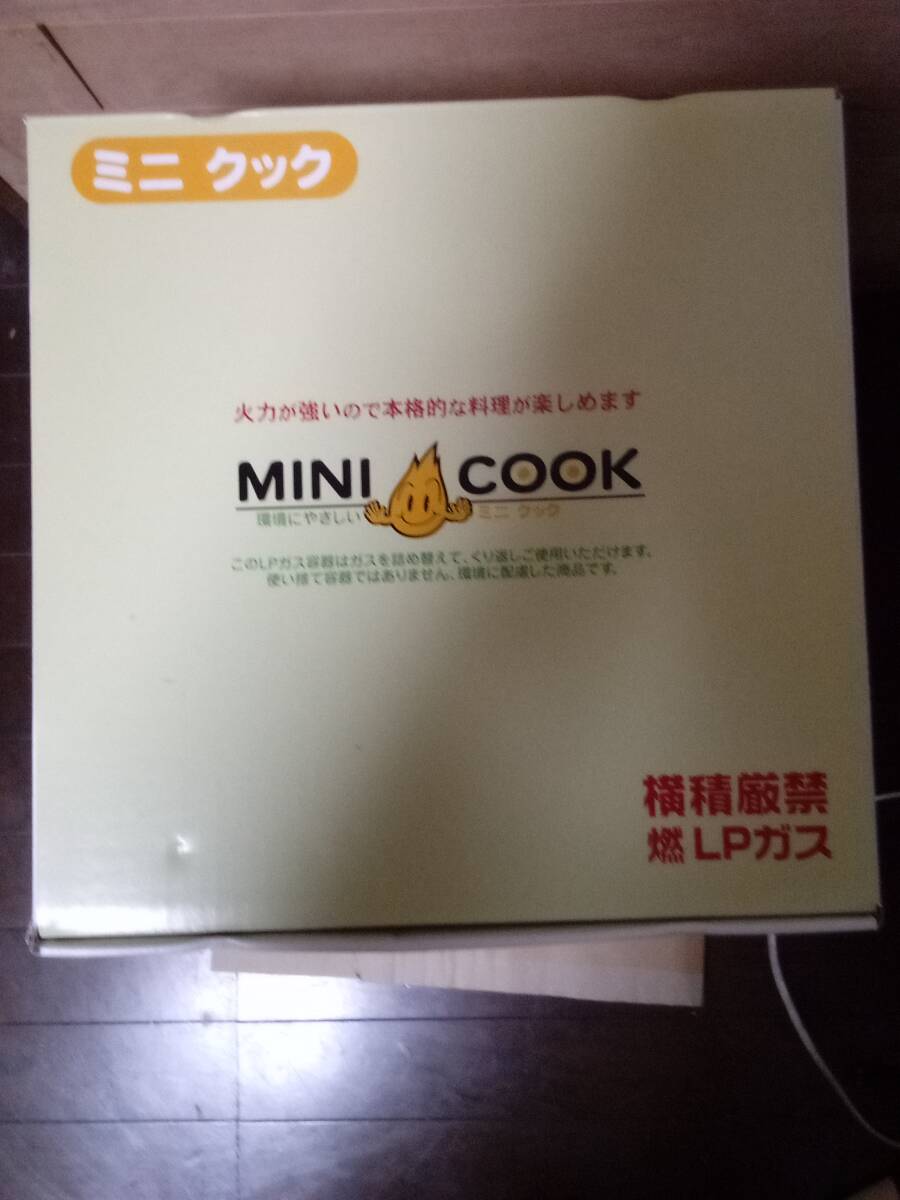 ミニ クック
火力が強いので本格的な料理が楽しめます
MINI COOK
環境にやさしい ミニ クック
このLPガス容器はガスを詰め替えて、くり返しご使用いただけます。
使い捨て容器ではありません、環境に配慮した商品です。
横積厳禁
燃 LPガス